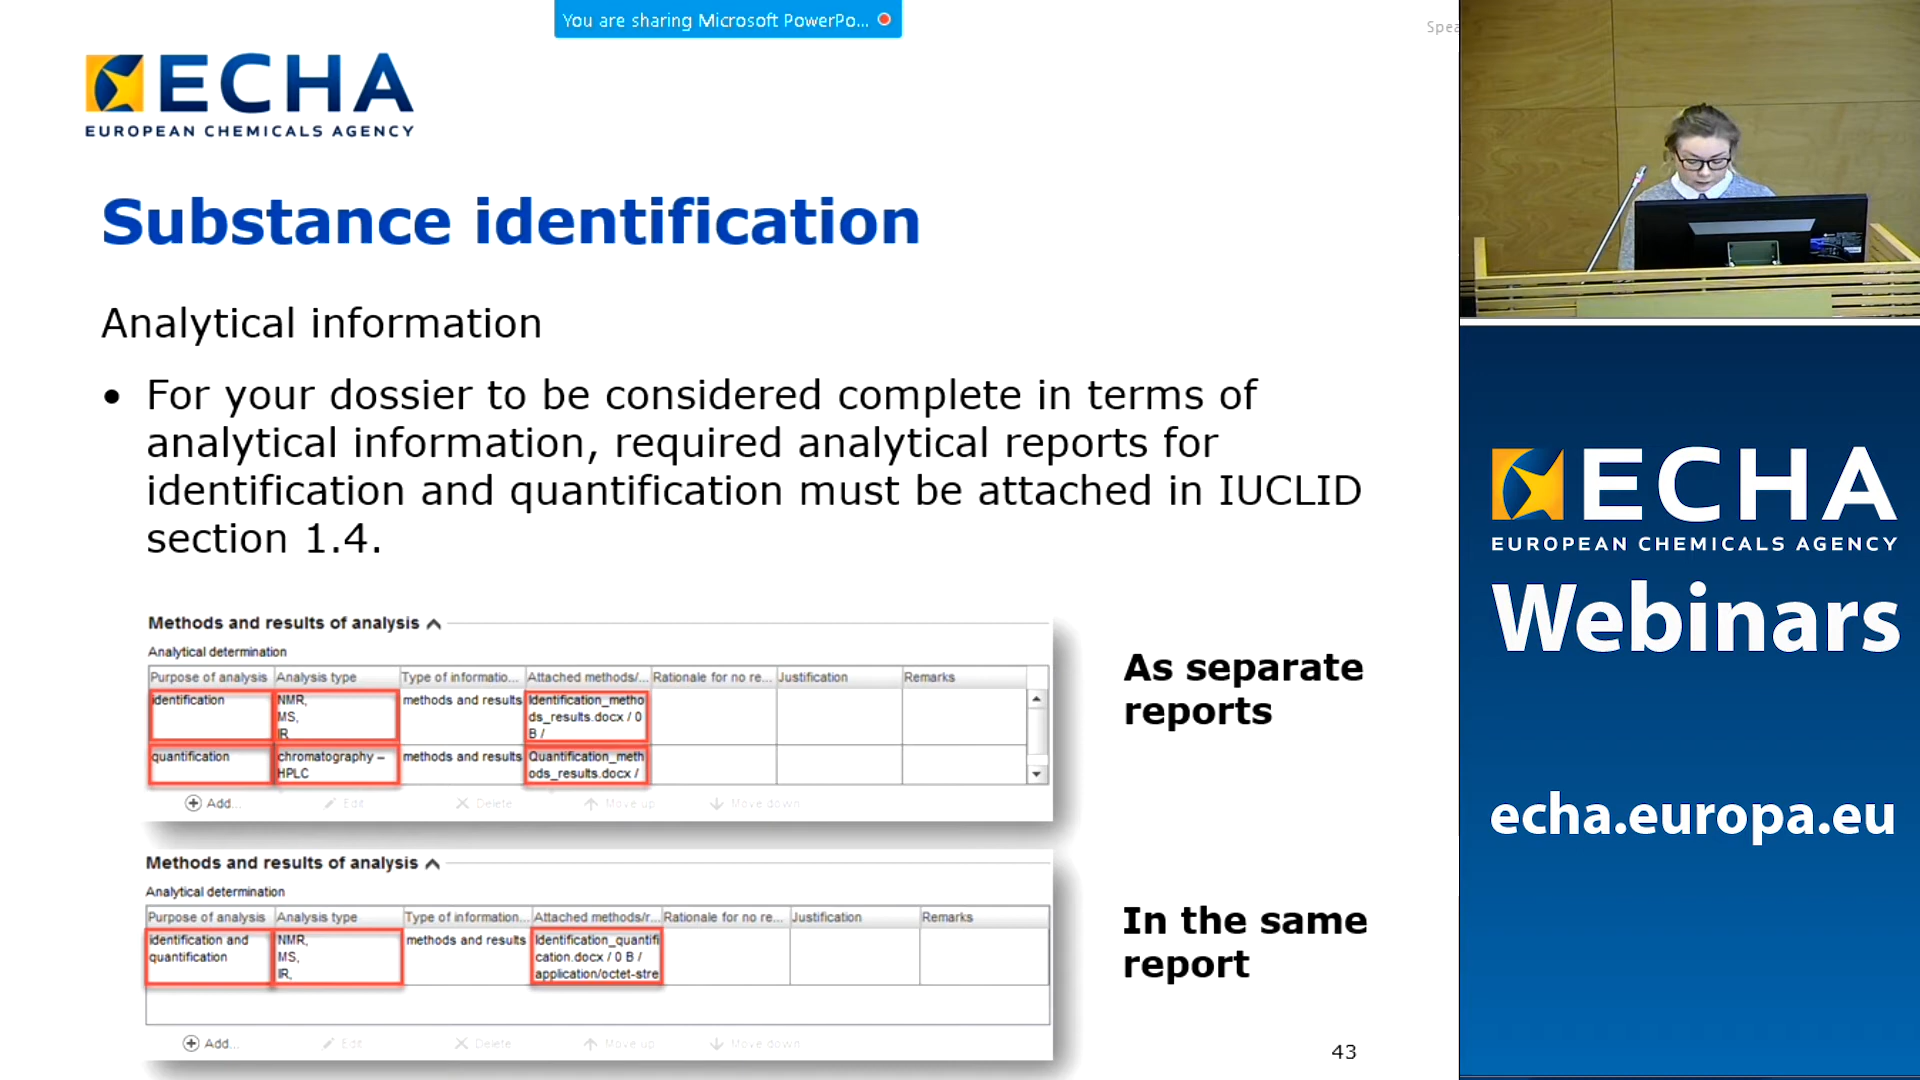 You are sharing Microsoft PowerPo...
Spea
ECHA
EUROPEAN CHEMICALS AGENCY
Substance identification
Analytical information
• For your dossier to be considered complete in terms of
analytical information, required analytical reports for
identification and quantification must be attached in IUCLID
section 1.4.
Methods and results of analysis
Analytical determination
Purpose of analysis Analysis type Type of informatio... Attached methods/... Rationale for no re... Justification Remarks
identification NMR, methods and results Identification_metho
MS, ds_results.docx / 0
IR B /
quantification chromatography – methods and results Quantification_meth
HPLC ods_results.docx /
Add... Edit Delete Move up Move down
As separate
reports
Methods and results of analysis
Analytical determination
Purpose of analysis Analysis type Type of information... Attached methods/r... Rationale for no re... Justification Remarks
identification and NMR, methods and results Identification_quantifi
quantification MS, cation.docx / 0 B /
IR, application/octet-stre
Add... Edit Delete Move up Move down
In the same
report
43
ECHA
EUROPEAN CHEMICALS AGENCY
Webinars
echa.europa.eu